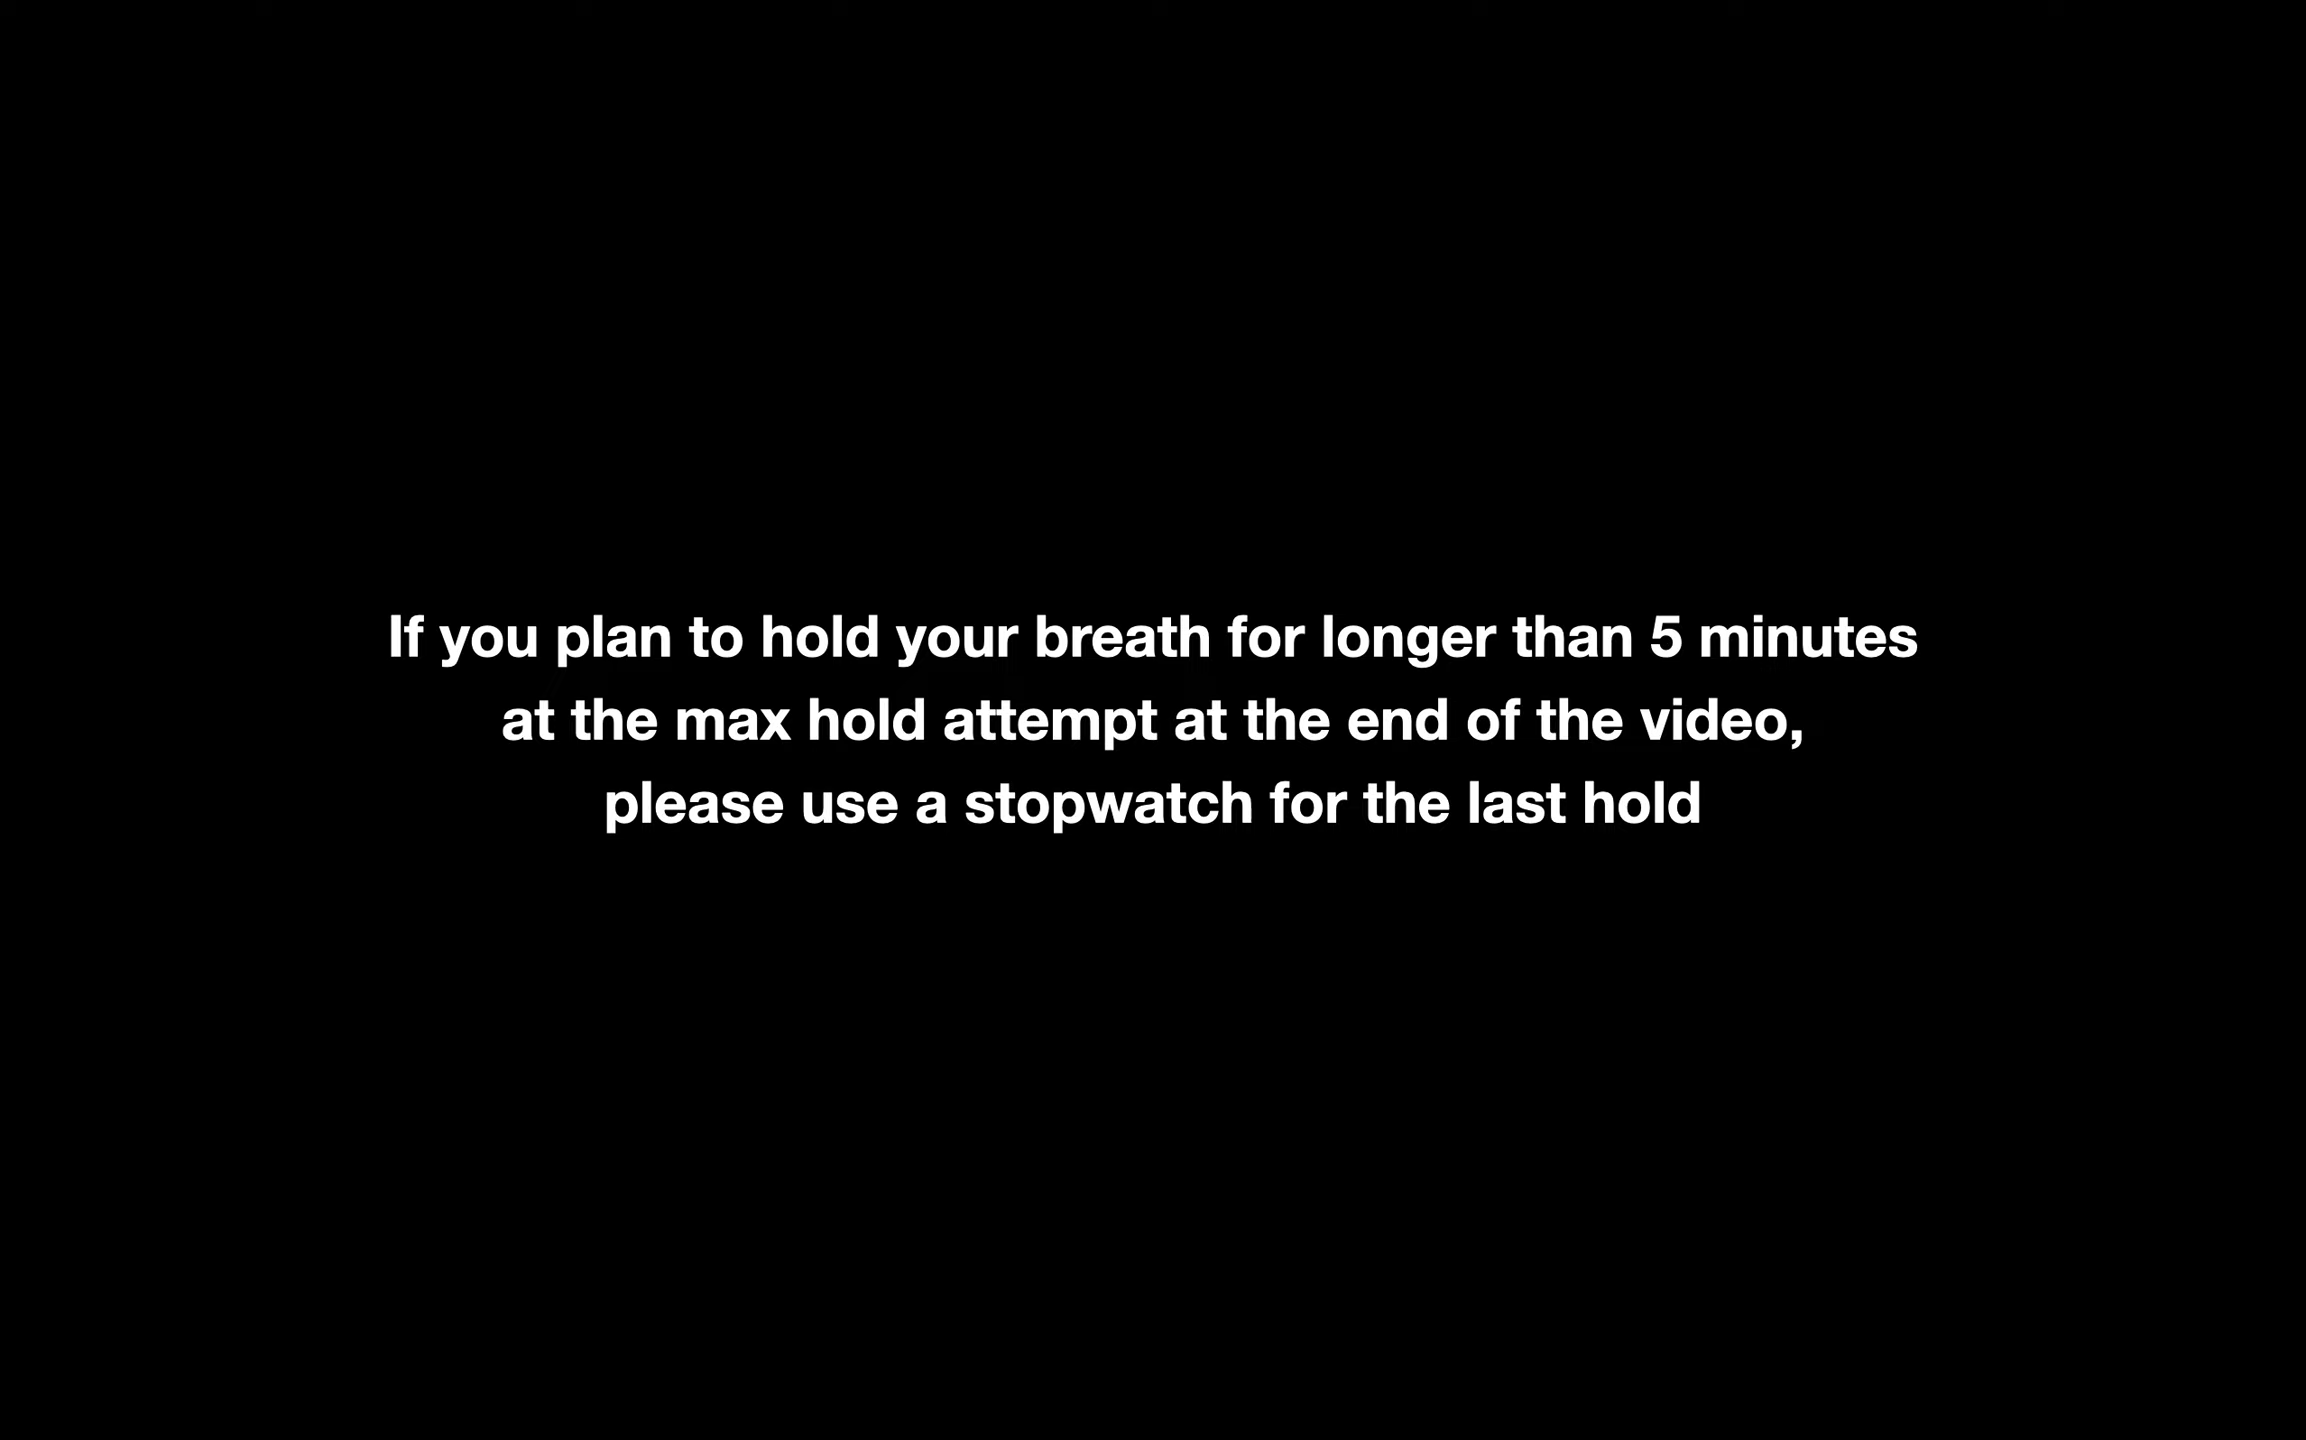 If you plan to hold your breath for longer than 5 minutes
at the max hold attempt at the end of the video,
please use a stopwatch for the last hold